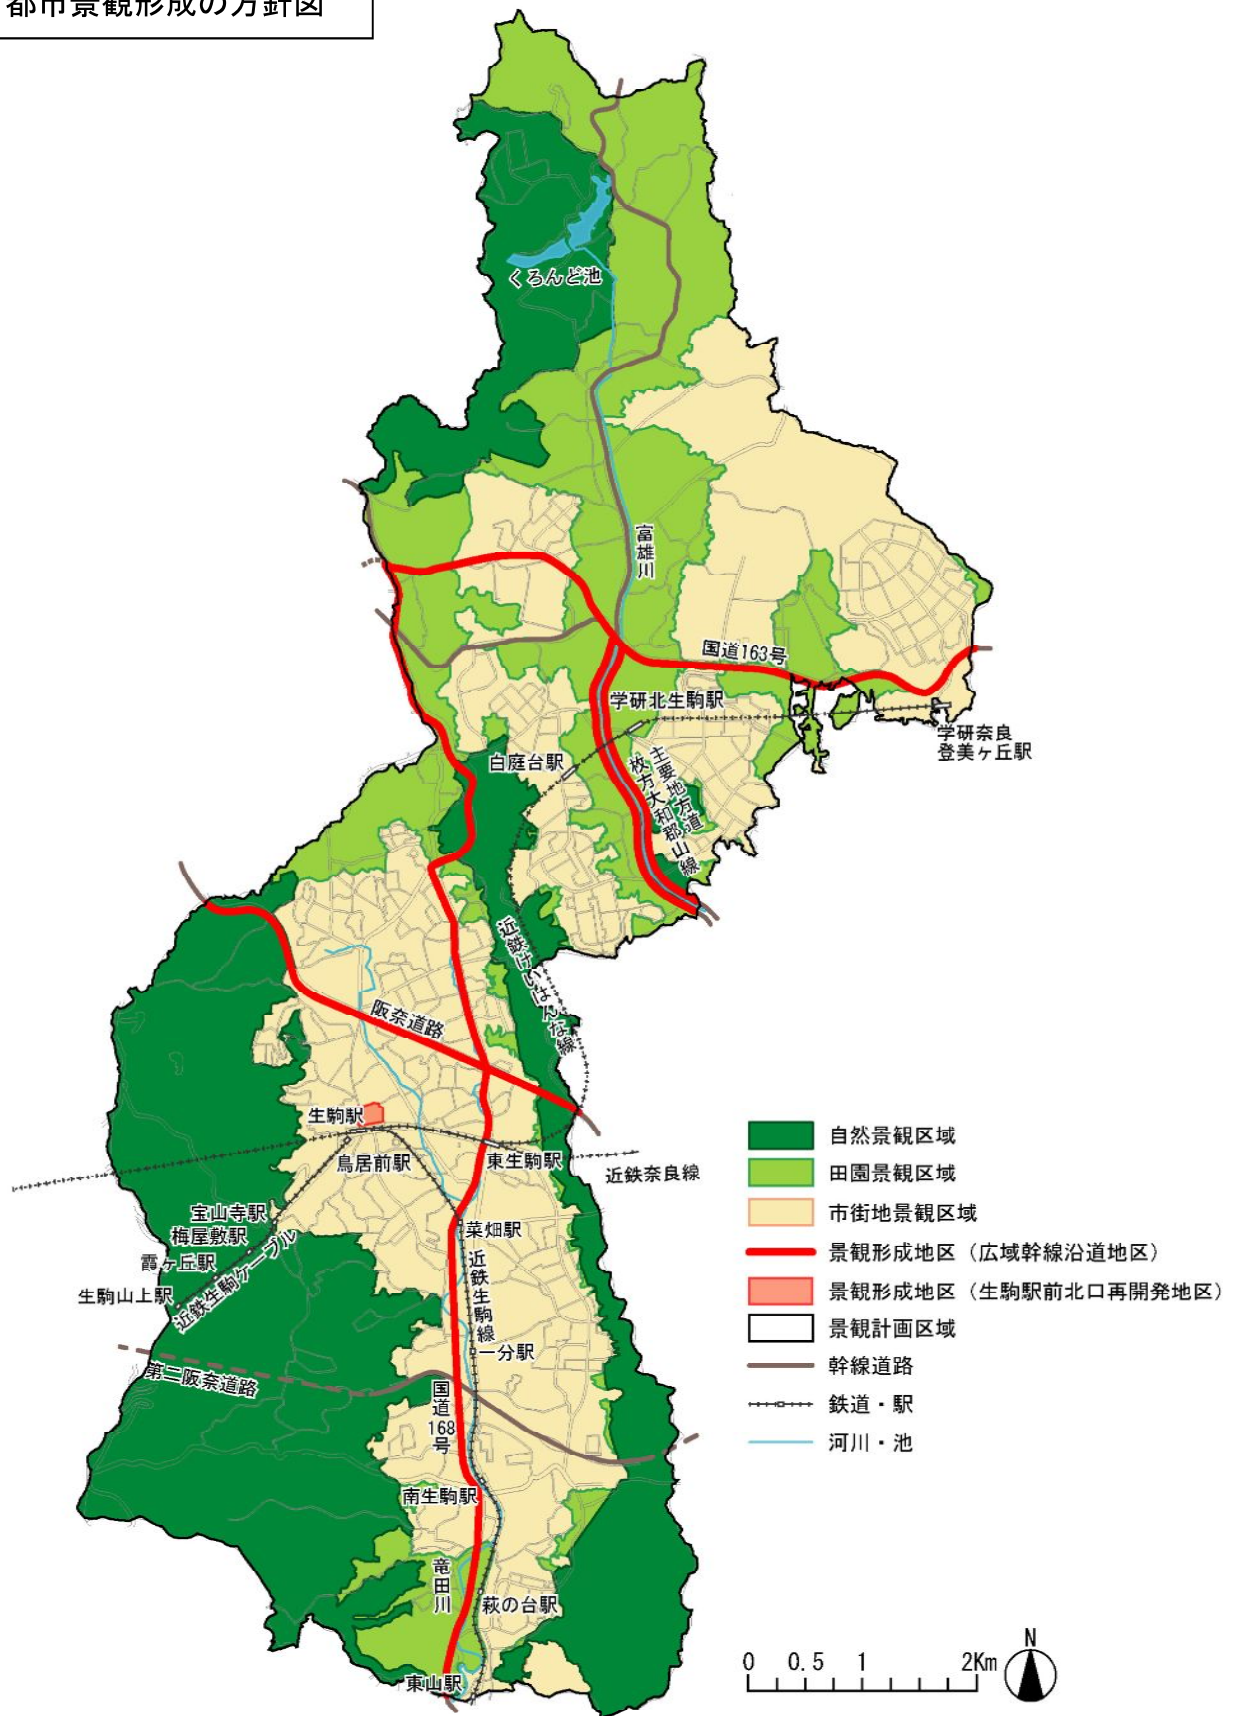 都市景観形成の方針図
くろんど池
富雄川
国道163号
学研北生駒駅
学研奈良
登美ヶ丘駅
白庭台駅
主要地方道
枚方大和郡山線
近鉄けいはんな線
阪奈道路
生駒駅
鳥居前駅
東生駒駅
近鉄奈良線
宝山寺駅
梅屋敷駅
霞ヶ丘駅
生駒山上駅
近鉄生駒ケーブル
菜畑駅
近鉄生駒線
一分駅
第二阪奈道路
国道168号
南生駒駅
竜田川
萩の台駅
東山駅
自然景観区域
田園景観区域
市街地景観区域
景観形成地区（広域幹線沿道地区）
景観形成地区（生駒駅前北口再開発地区）
景観計画区域
幹線道路
鉄道・駅
河川・池
0 0.5 1 2Km
N